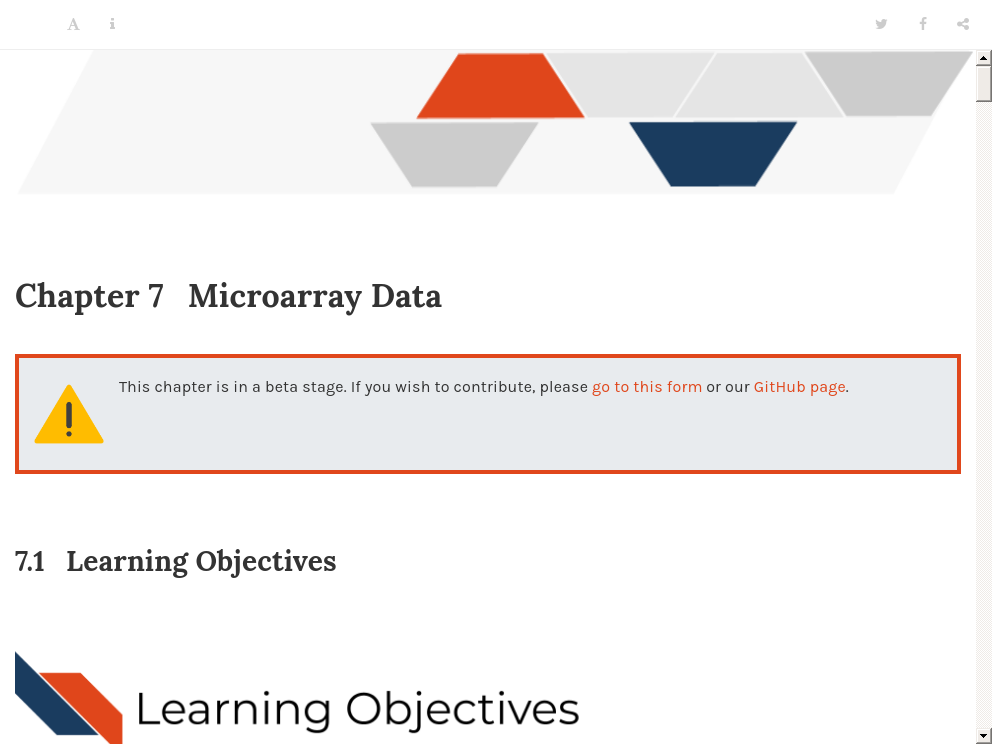 A
Chapter 7 Microarray Data
This chapter is in a beta stage. If you wish to contribute, please go to this form or our GitHub page.
7.1 Learning Objectives
Learning Objectives